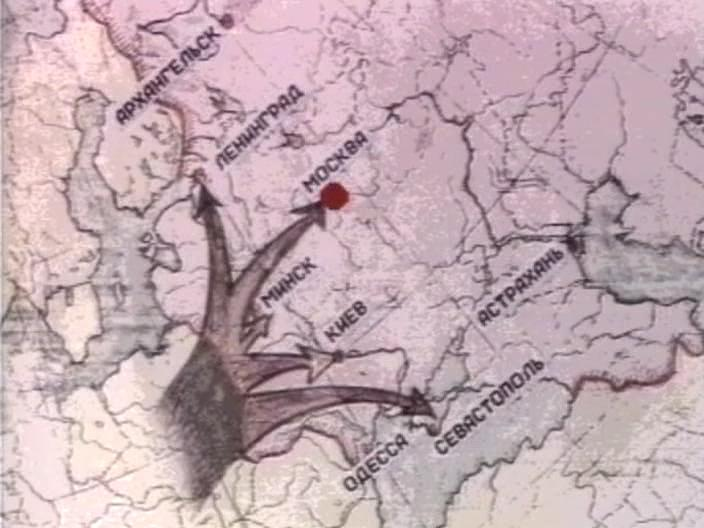 АРХАНГЕЛЬСК
ЛЕНИНГРАД
МОСКВА
МИНСК
КИЕВ
АСТРАХАНЬ
СЕВАСТОПОЛЬ
ОДЕССА